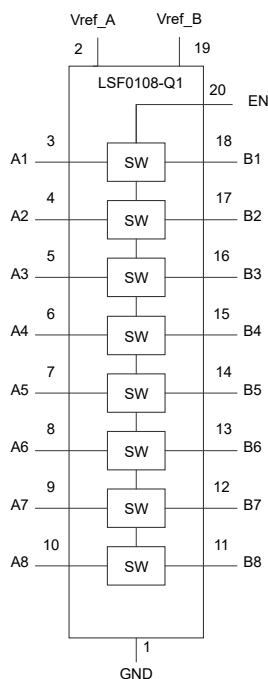 Vref_A Vref_B
2 19
LSF0108-Q1
20 EN
3 18
A1 SW B1
4 17
A2 SW B2
5 16
A3 SW B3
6 15
A4 SW B4
7 14
A5 SW B5
8 13
A6 SW B6
9 12
A7 SW B7
10 11
A8 SW B8
1
GND